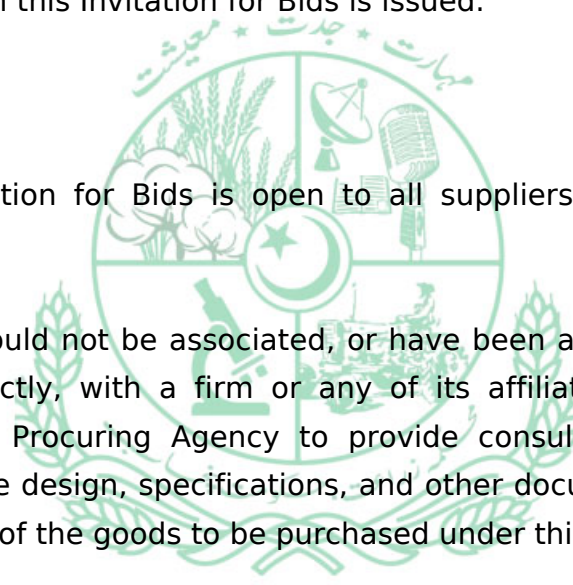 this Invitation for Bids is issued.
مہارت ٭ جدت ٭ معیشت
tion for Bids is open to all suppliers
ould not be associated, or have been a
ctly, with a firm or any of its affiliat
Procuring Agency to provide consul
e design, specifications, and other docu
of the goods to be purchased under thi